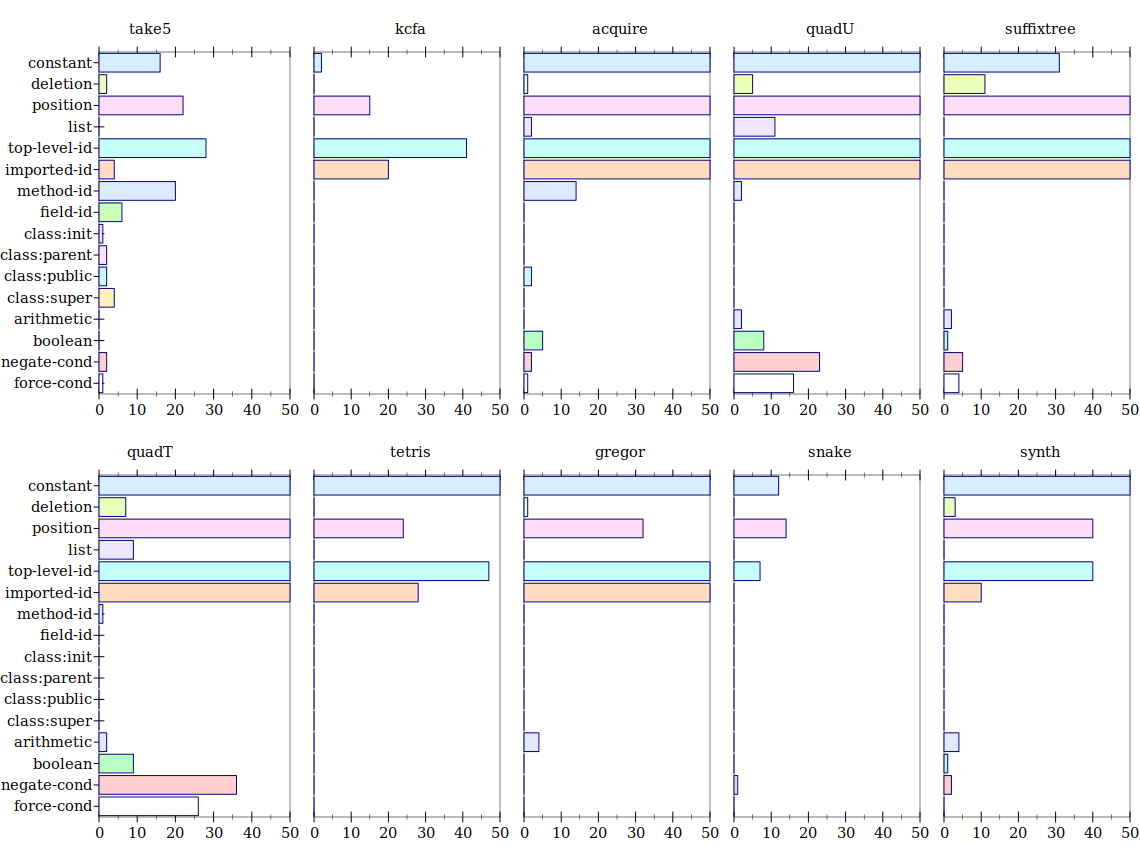 take5 kcfa acquire quadU suffixtree
constant
deletion
position
list
top-level-id
imported-id
method-id
field-id
class:init
class:parent
class:public
class:super
arithmetic
boolean
negate-cond
force-cond
0 10 20 30 40 50 0 10 20 30 40 50 0 10 20 30 40 50 0 10 20 30 40 50 0 10 20 30 40 50
quadT tetris gregor snake synth
constant
deletion
position
list
top-level-id
imported-id
method-id
field-id
class:init
class:parent
class:public
class:super
arithmetic
boolean
negate-cond
force-cond
0 10 20 30 40 50 0 10 20 30 40 50 0 10 20 30 40 50 0 10 20 30 40 50 0 10 20 30 40 50